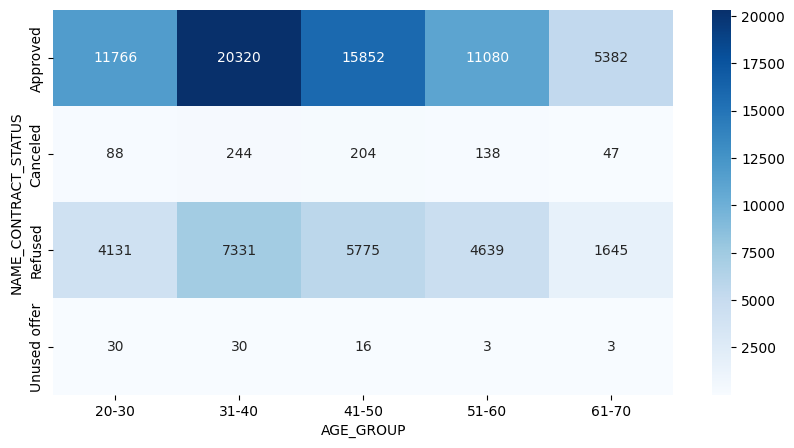 NAME_CONTRACT_STATUS
Approved
11766 20320 15852 11080 5382
Canceled
88 244 204 138 47
Refused
4131 7331 5775 4639 1645
Unused offer
30 30 16 3 3
20-30 31-40 41-50 51-60 61-70
AGE_GROUP
20000
17500
15000
12500
10000
7500
5000
2500